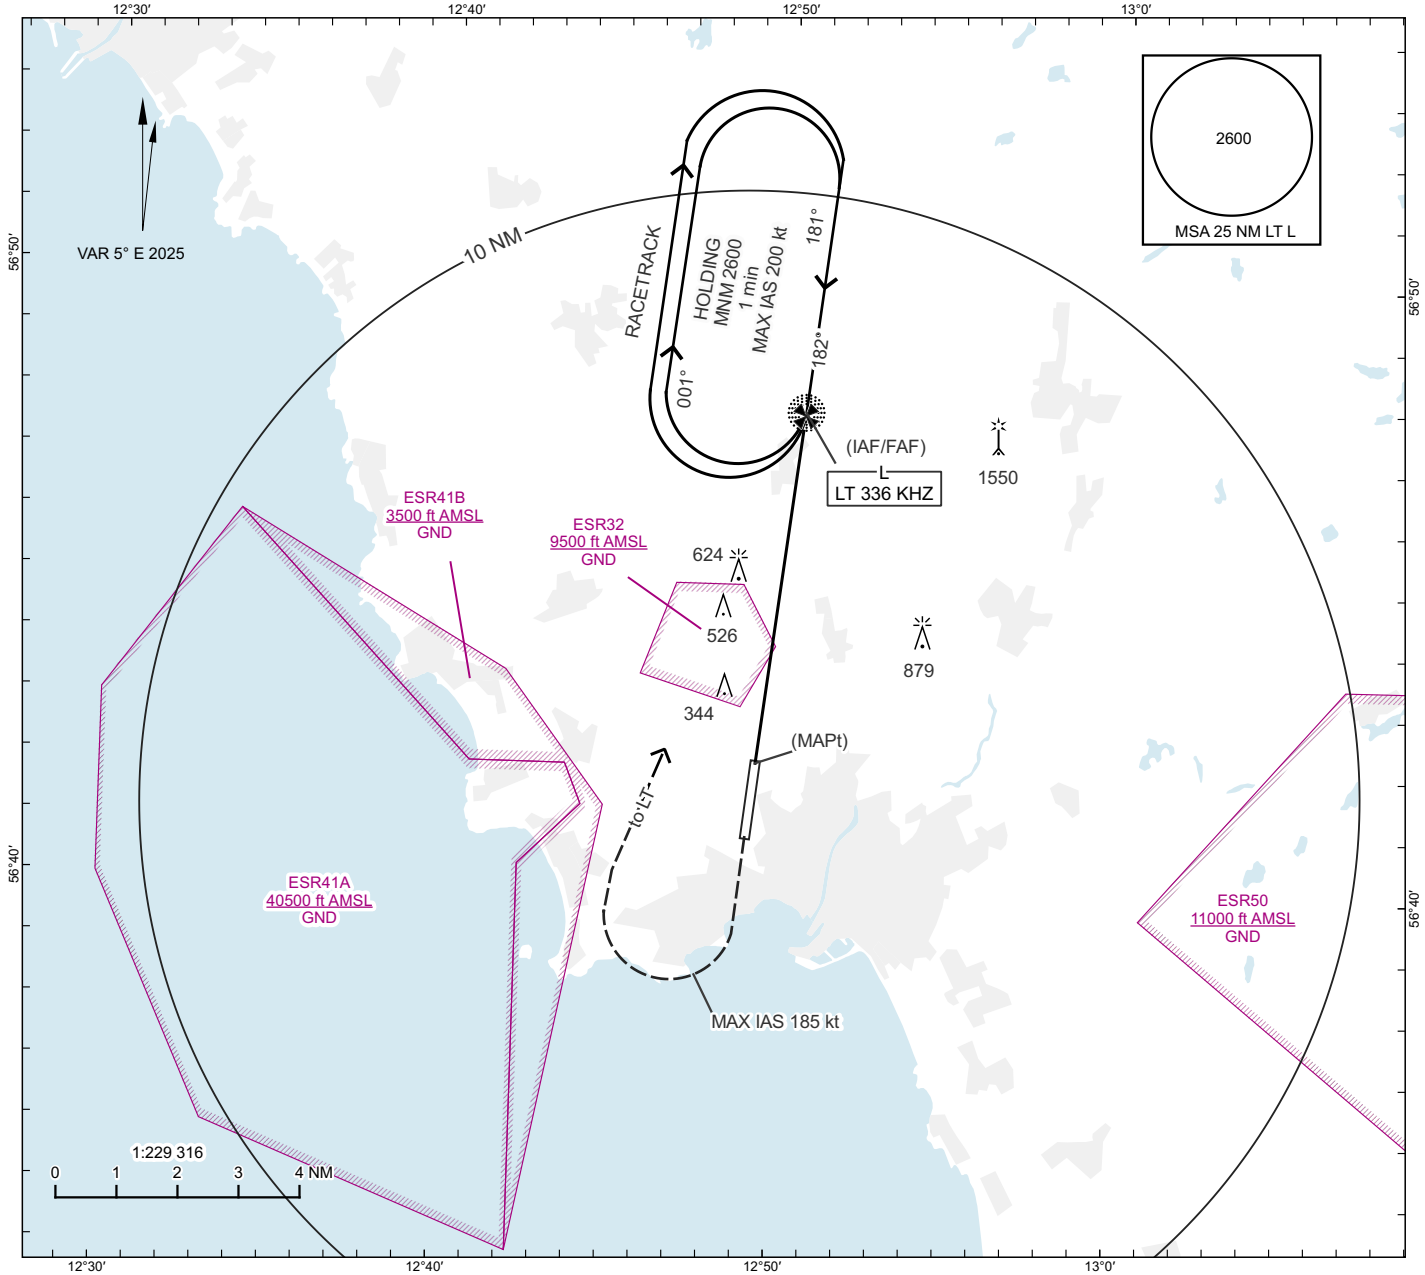 12°30′
12°40′
12°50′
13°0′
56°50′
56°50′
56°40′
56°40′
VAR 5° E 2025
10 NM
RACETRACK
HOLDING
MNM 2600
1 min
MAX IAS 200 kt
181°
182°
001°
2600
MSA 25 NM LT L
(IAF/FAF)
L
LT 336 KHZ
1550
ESR41B
3500 ft AMSL
GND
ESR32
9500 ft AMSL
GND
624
526
344
879
(MAPt)
to LT
ESR41A
40500 ft AMSL
GND
ESR50
11000 ft AMSL
GND
MAX IAS 185 kt
1:229 316
0 1 2 3 4 NM
12°30′
12°40′
12°50′
13°0′